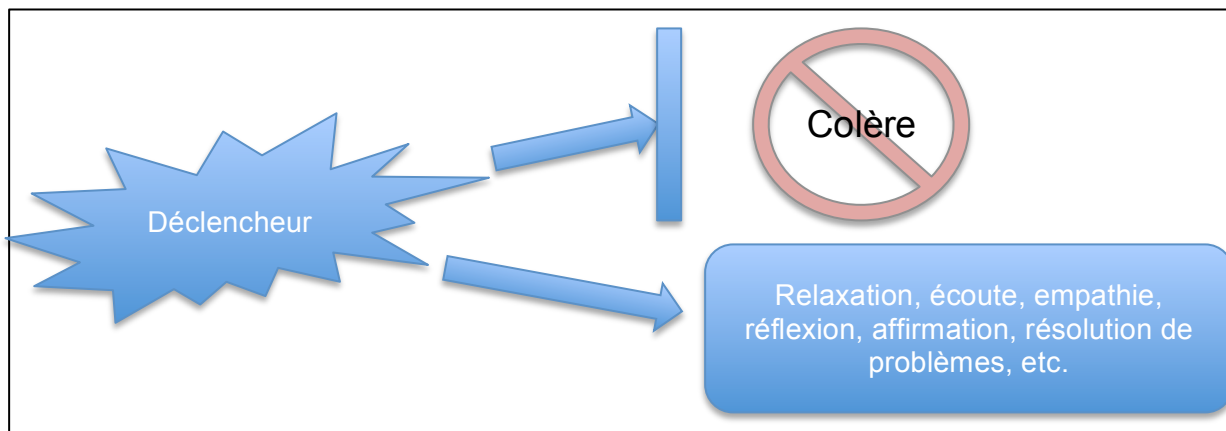 Colère
Déclencheur
Relaxation, écoute, empathie,
réflexion, affirmation, résolution de
problèmes, etc.